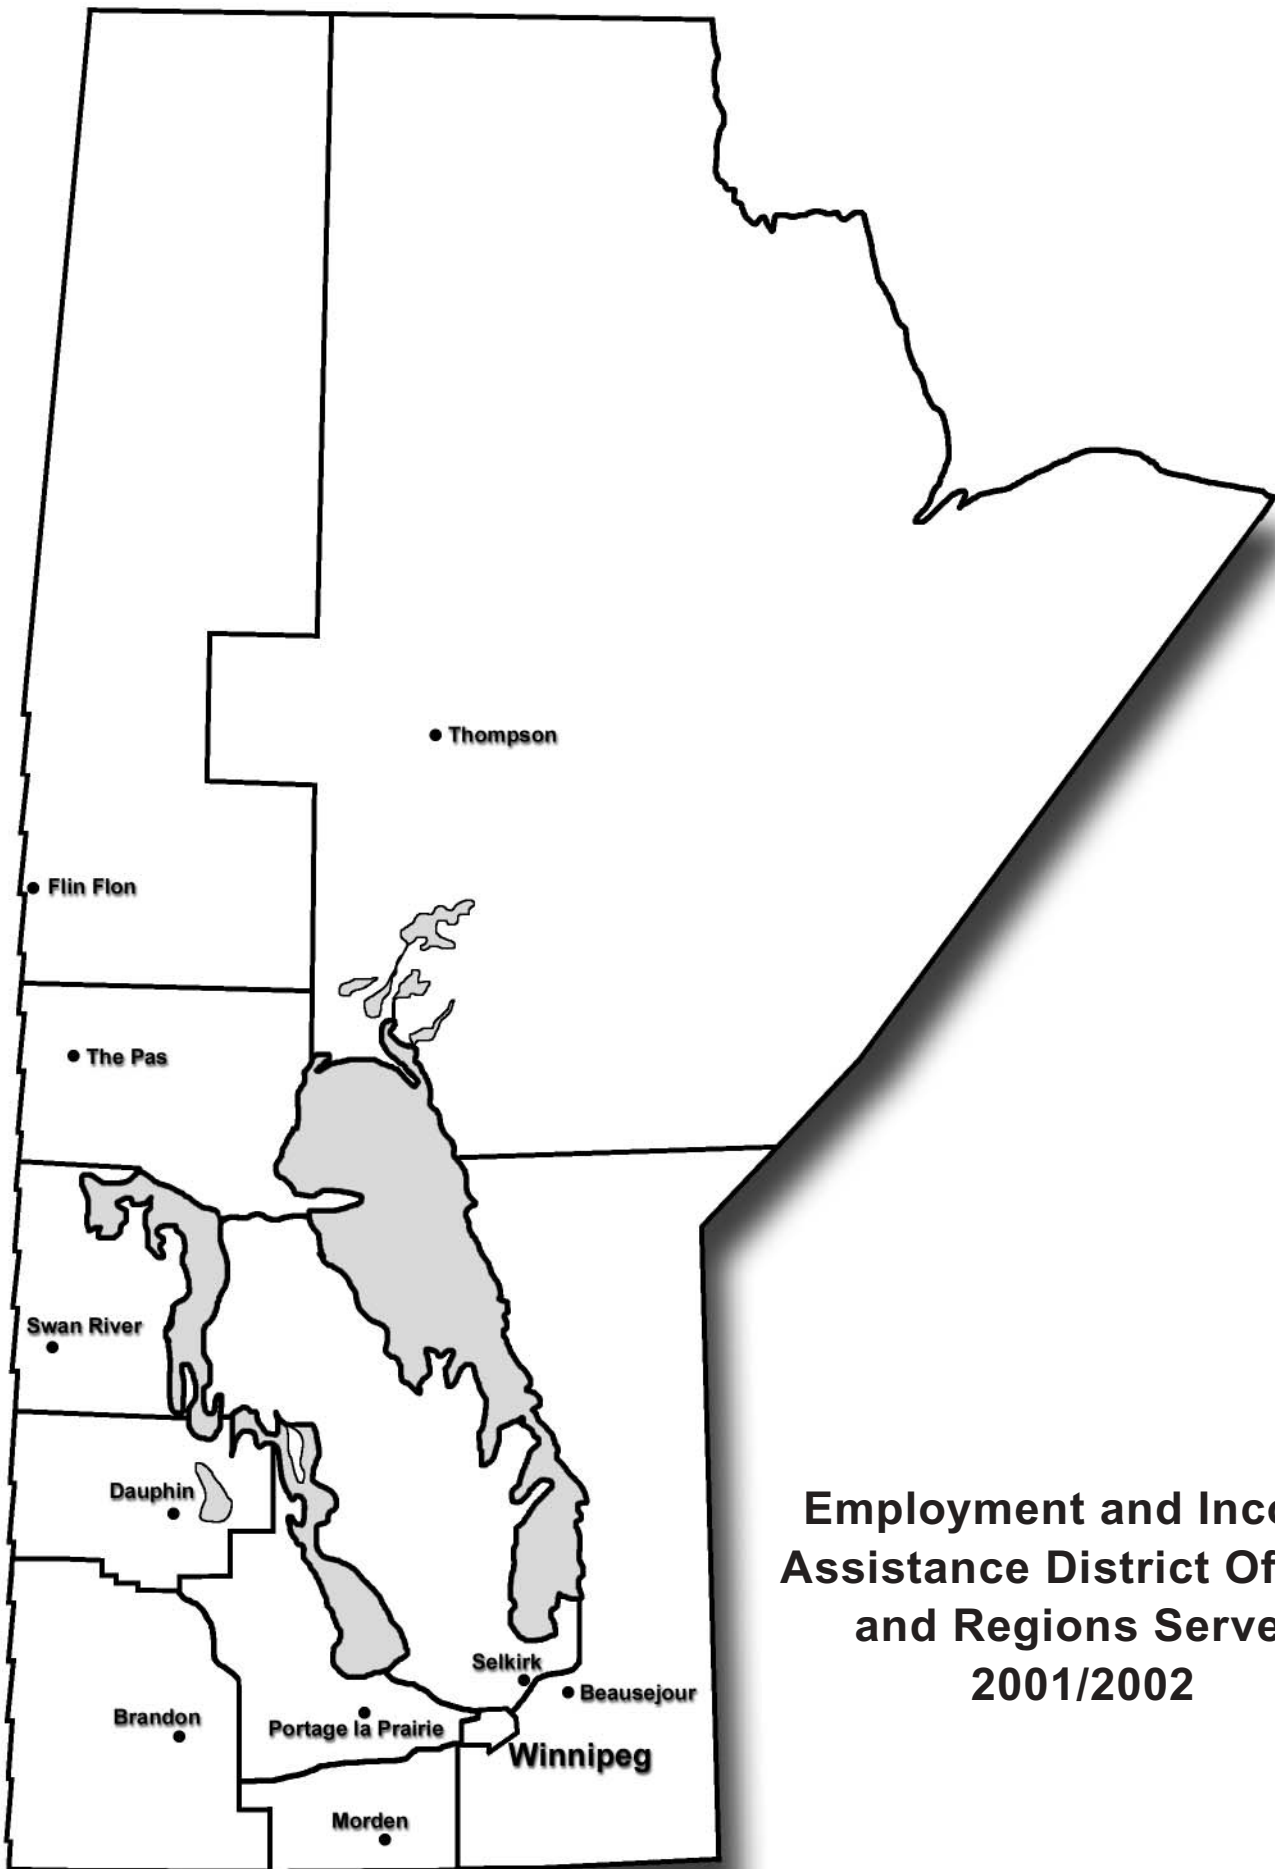 Thompson
Flin Flon
The Pas
Swan River
Dauphin
Employment and Inco
Assistance District Of
and Regions Serve
2001/2002
Selkirk
Beausejour
Brandon
Portage la Prairie
Winnipeg
Morden